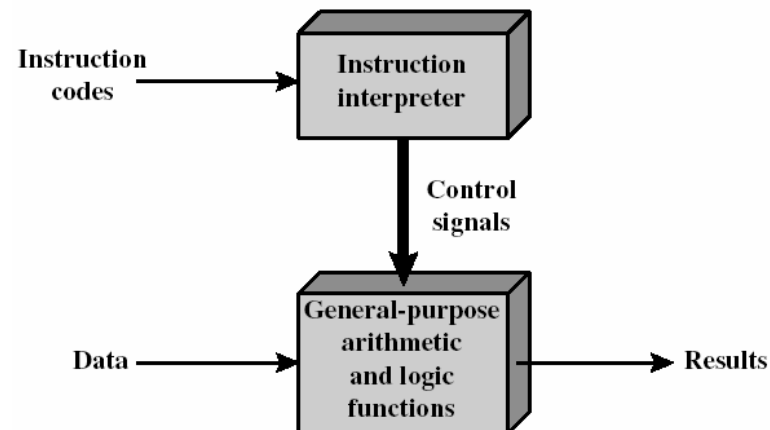 Instruction
codes
Instruction
interpreter
Control
signals
Data
General-purpose
arithmetic
and logic
functions
Results